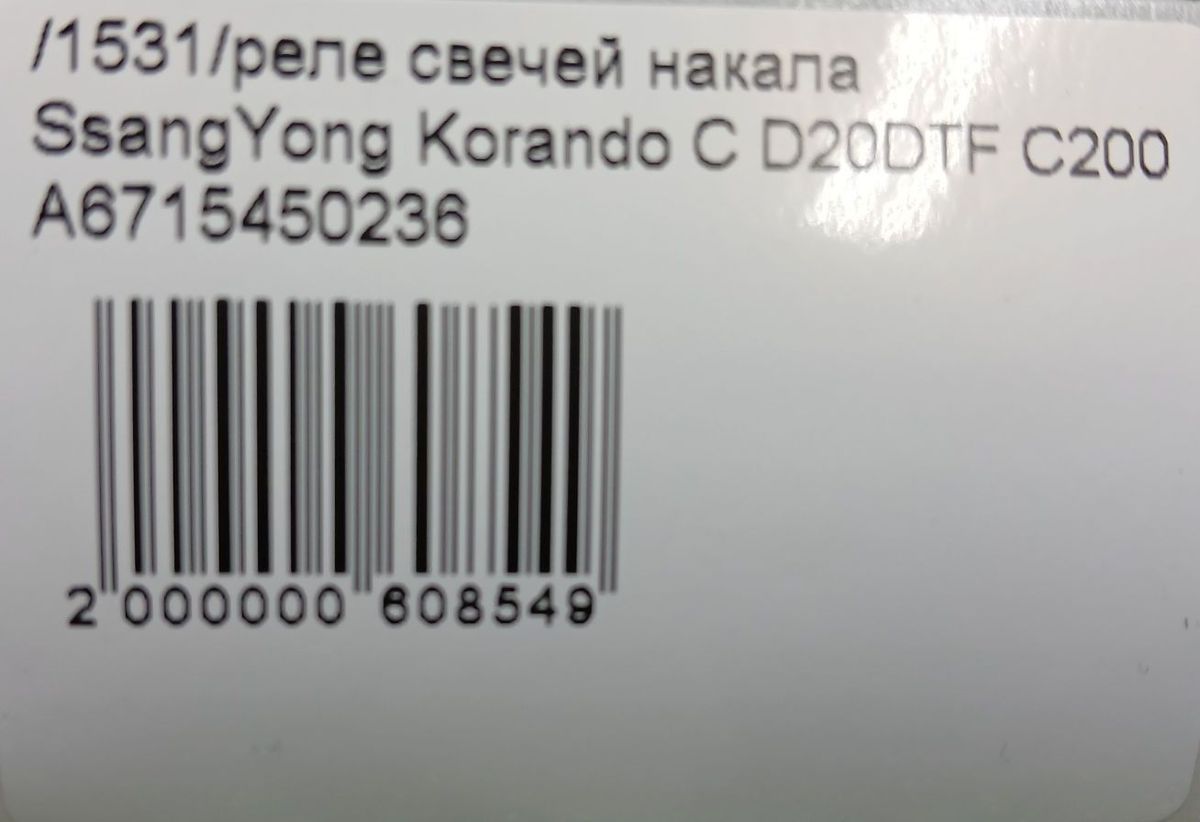 /1531/реле свечей накала
SsangYong Korando C D20DTF C200
A6715450236
2 000000 608549